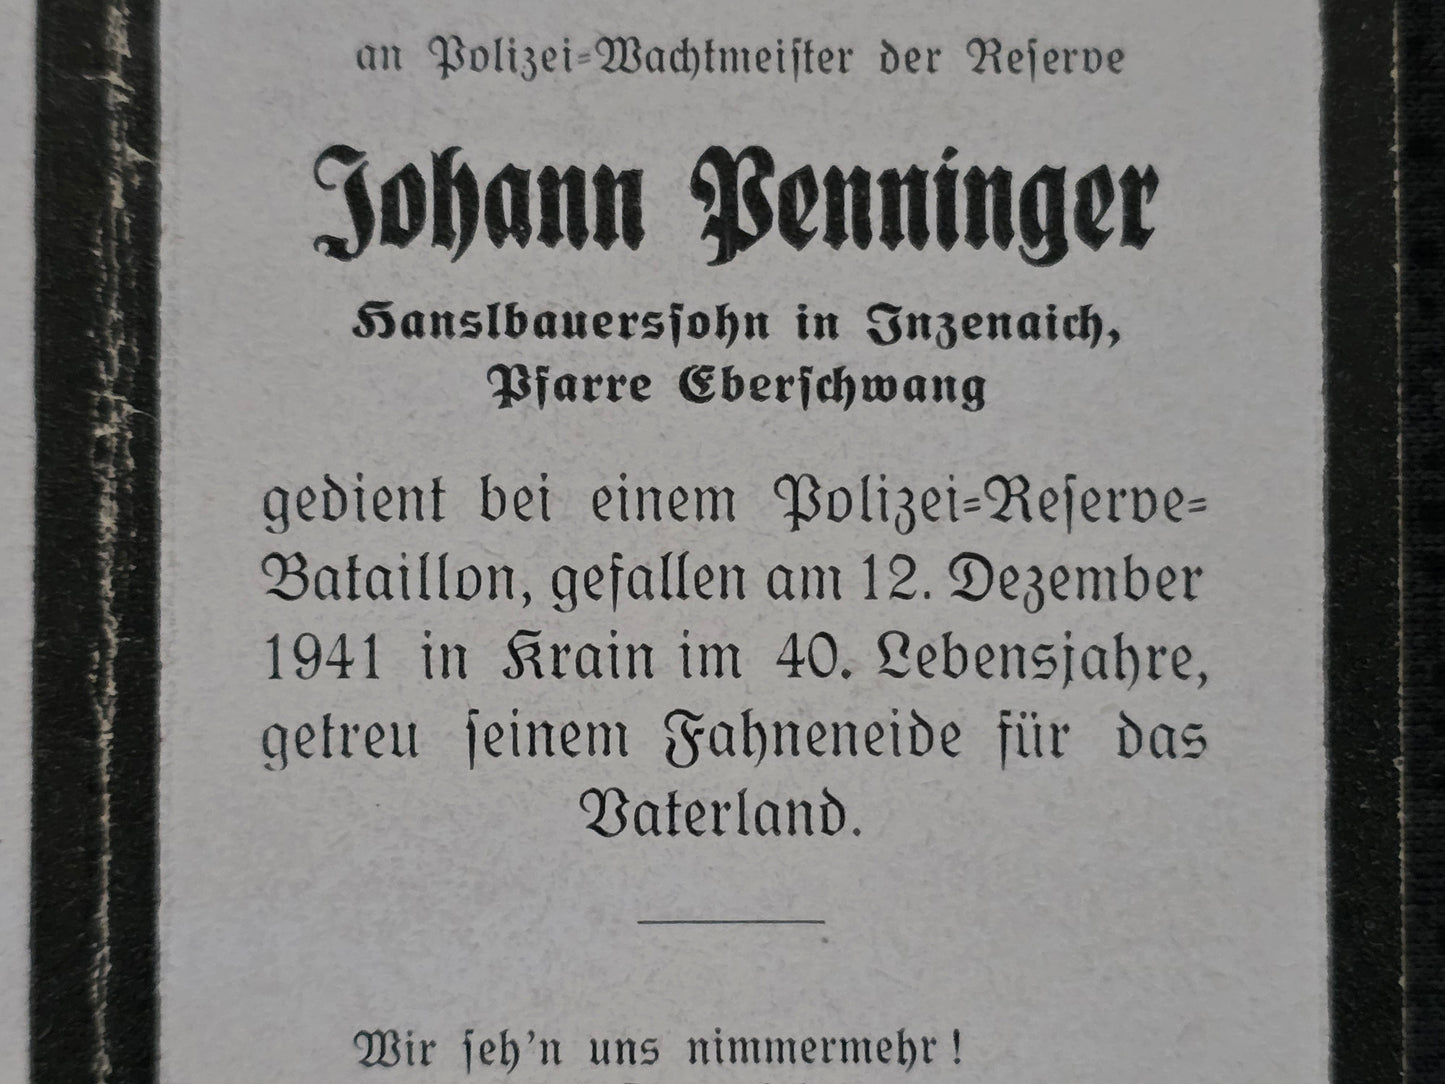 an Polizei=Wachtmeiſter der Reſerve
Johann Penninger
Hanslbauersſohn in Inzenaich,
Pfarre Eberſchwang
gedient bei einem Polizei=Reſerve=
Bataillon, gefallen am 12. Dezember
1941 in Krain im 40. Lebensjahre,
getreu ſeinem Fahneneide für das
Vaterland.
Wir ſeh'n uns nimmermehr!